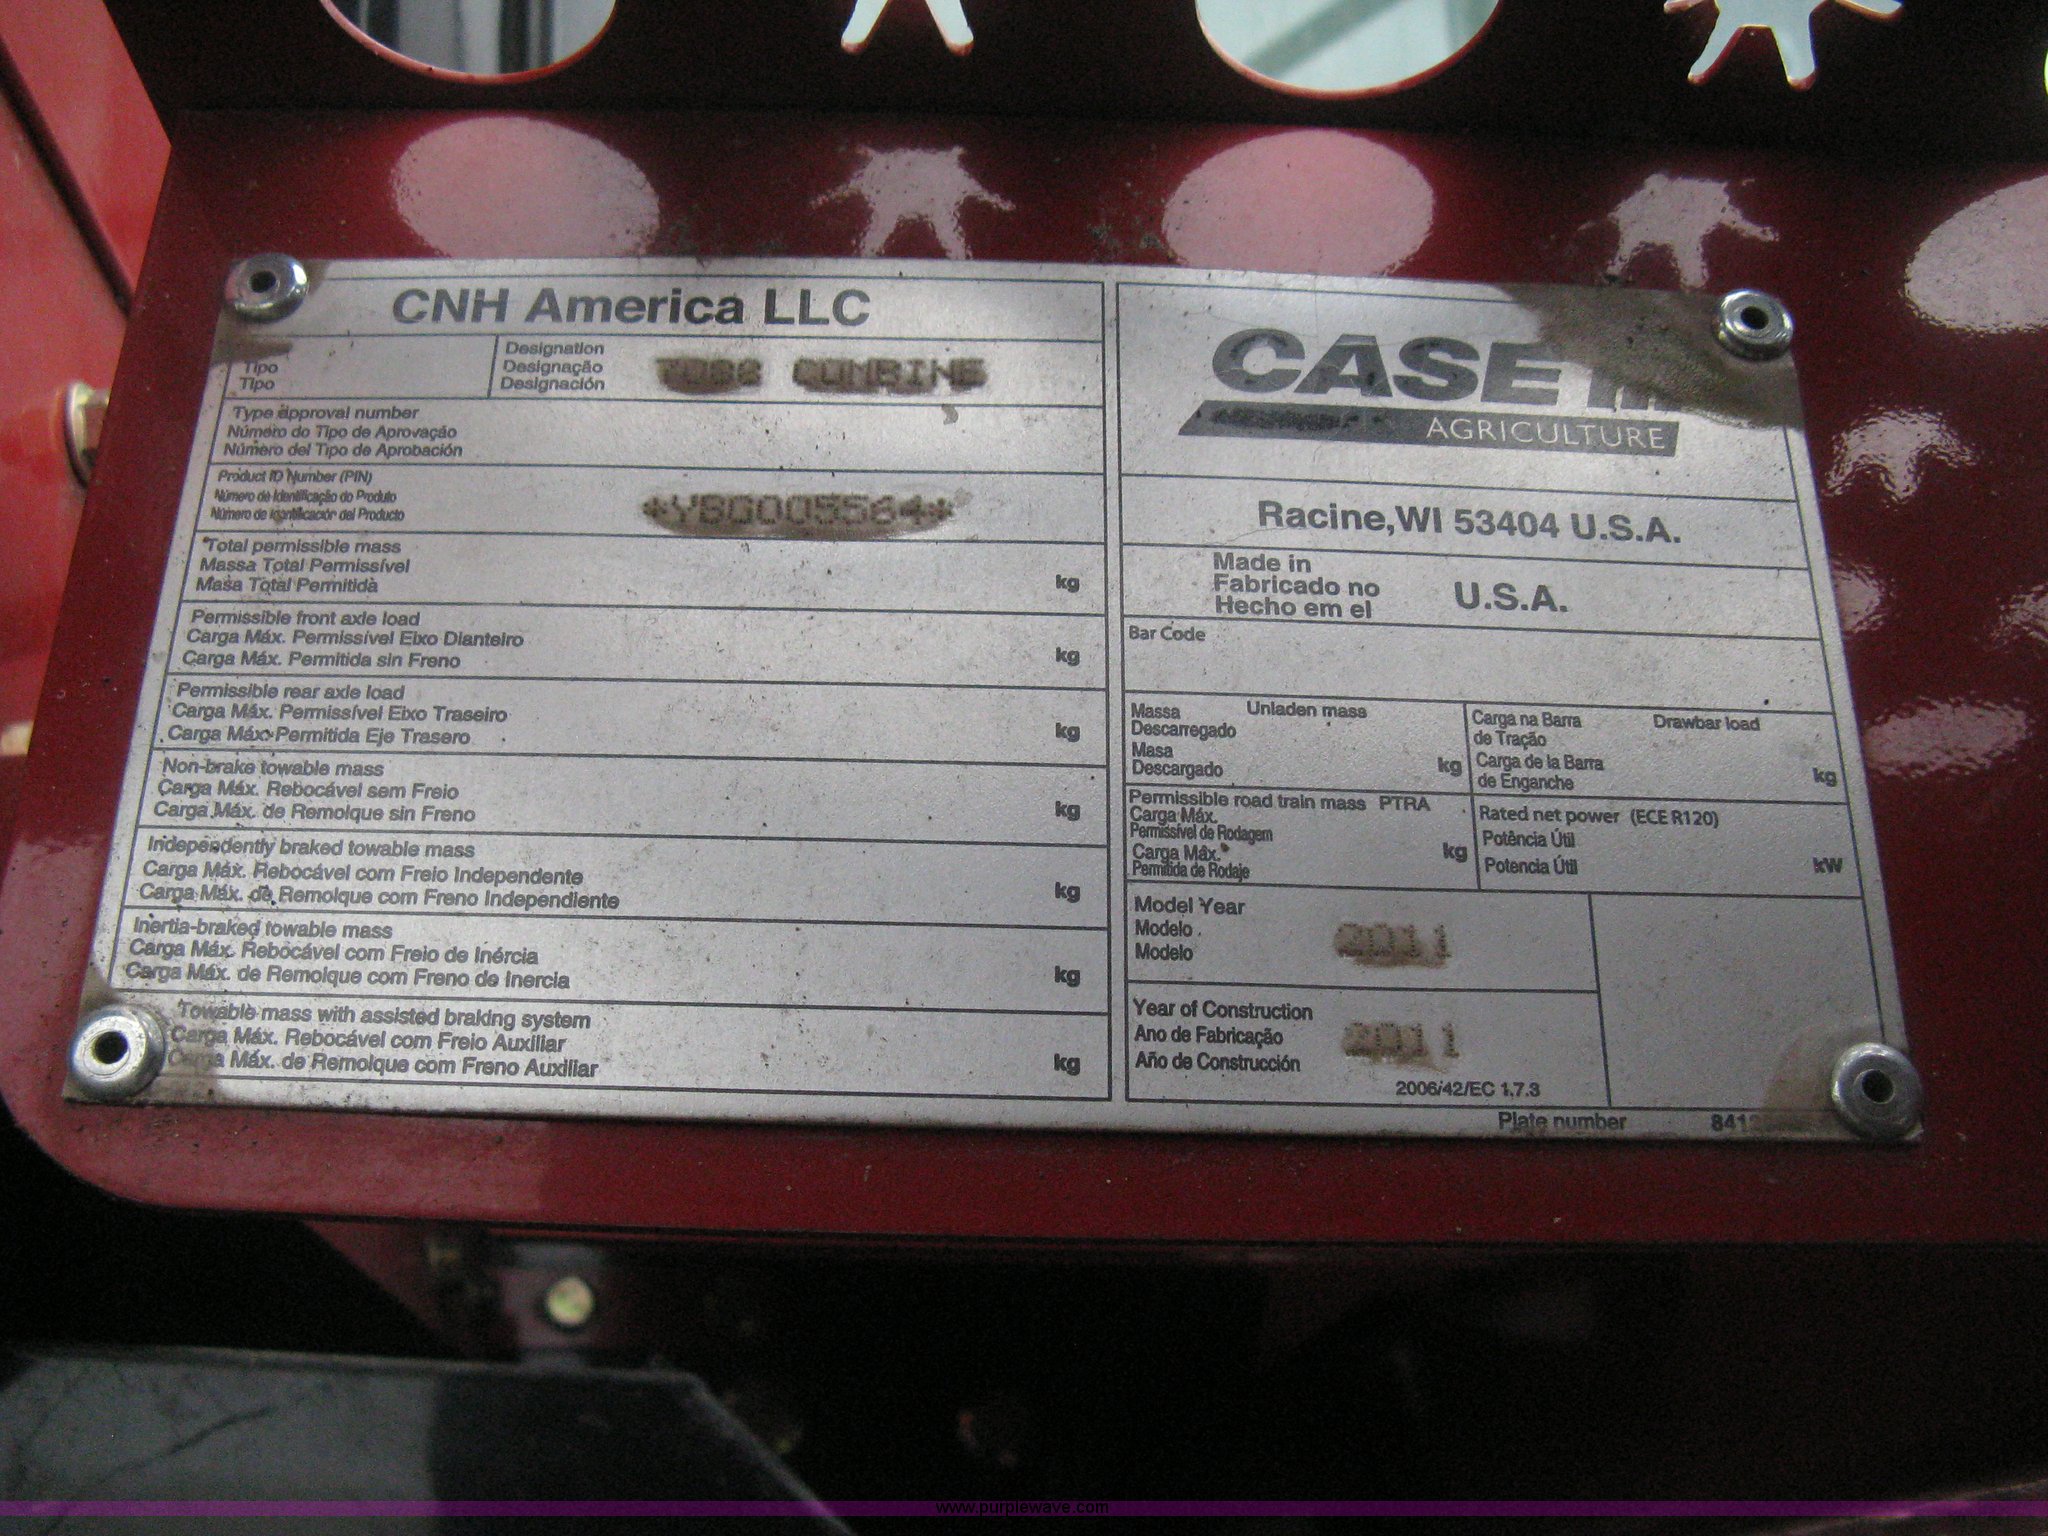 CNH America LLC
Tipo
Tipo
Designation
Designação
Designación
COMBINE
Type approval number
Número do Tipo de Aprovação
Número del Tipo de Aprobación
Product ID Number (PIN)
Número de Identificação do Produto
Número de Identificación del Producto
*YBG005564*
Total permissible mass
Massa Total Permissível
Masa Total Permitida
kg
Permissible front axle load
Carga Máx. Permissível Eixo Dianteiro
Carga Máx. Permitida sin Freno
kg
Permissible rear axle load
Carga Máx. Permissível Eixo Traseiro
Carga Máx. Permitida Eje Trasero
kg
Non-brake towable mass
Carga Máx. Rebocável sem Freio
Carga Máx. de Remolque sin Freno
kg
Independently braked towable mass
Carga Máx. Rebocável com Freio Independente
Carga Máx. de Remolque com Freno Independiente
kg
Inertia-braked towable mass
Carga Máx. Rebocável com Freio de Inércia
Carga Máx. de Remolque com Freno de Inercia
kg
Towable mass with assisted braking system
Carga Máx. Rebocável com Freio Auxiliar
Carga Máx. de Remolque com Freno Auxiliar
kg
CASE
AGRICULTURE
Racine,WI 53404 U.S.A.
Made in
Fabricado no
Hecho em el
U.S.A.
Bar Code
Massa
Descarregado
Masa
Descargado
Unladen mass
kg
Carga na Barra
de Tração
Carga de la Barra
de Enganche
Drawbar load
kg
Permissible road train mass PTRA
Carga Máx.
Permissível de Rodagem
Carga Máx.
Permitida de Rodaje
kg
Rated net power (ECE R120)
Potência Útil
Potencia Útil
kW
Model Year
Modelo
Modelo
2011
Year of Construction
Ano de Fabricação
Año de Construcción
2011
2006/42/EC 1.7.3
Plate number
www.purplewave.com